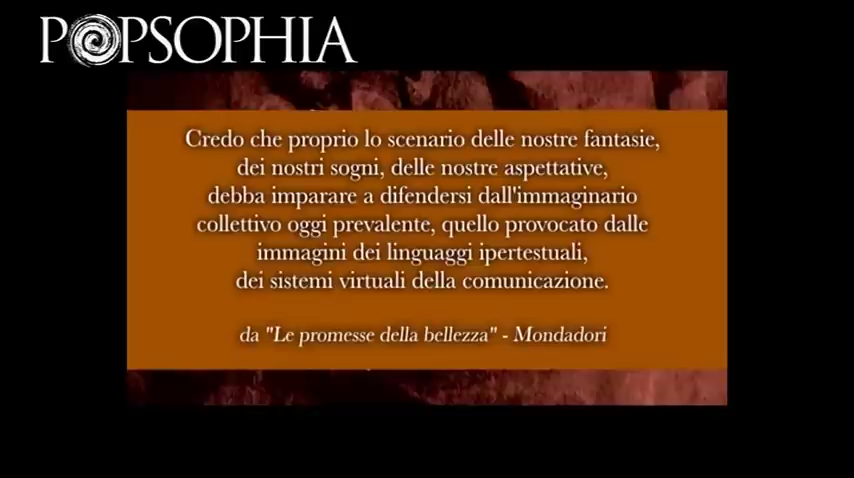 POPSOPHIA
Credo che proprio lo scenario delle nostre fantasie,
dei nostri sogni, delle nostre aspettative,
debba imparare a difendersi dall'immaginario
collettivo oggi prevalente, quello provocato dalle
immagini dei linguaggi ipertestuali,
dei sistemi virtuali della comunicazione.
da "Le promesse della bellezza" - Mondadori